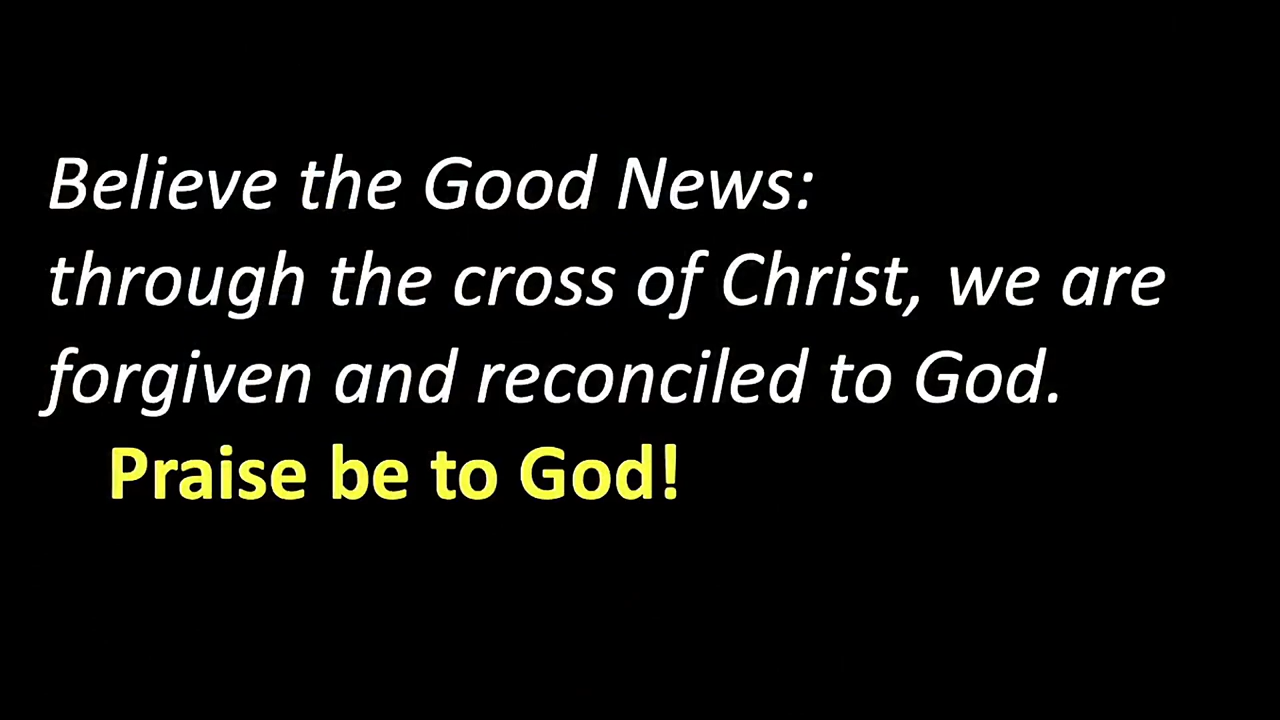 Believe the Good News:
through the cross of Christ, we are
forgiven and reconciled to God.
Praise be to God!